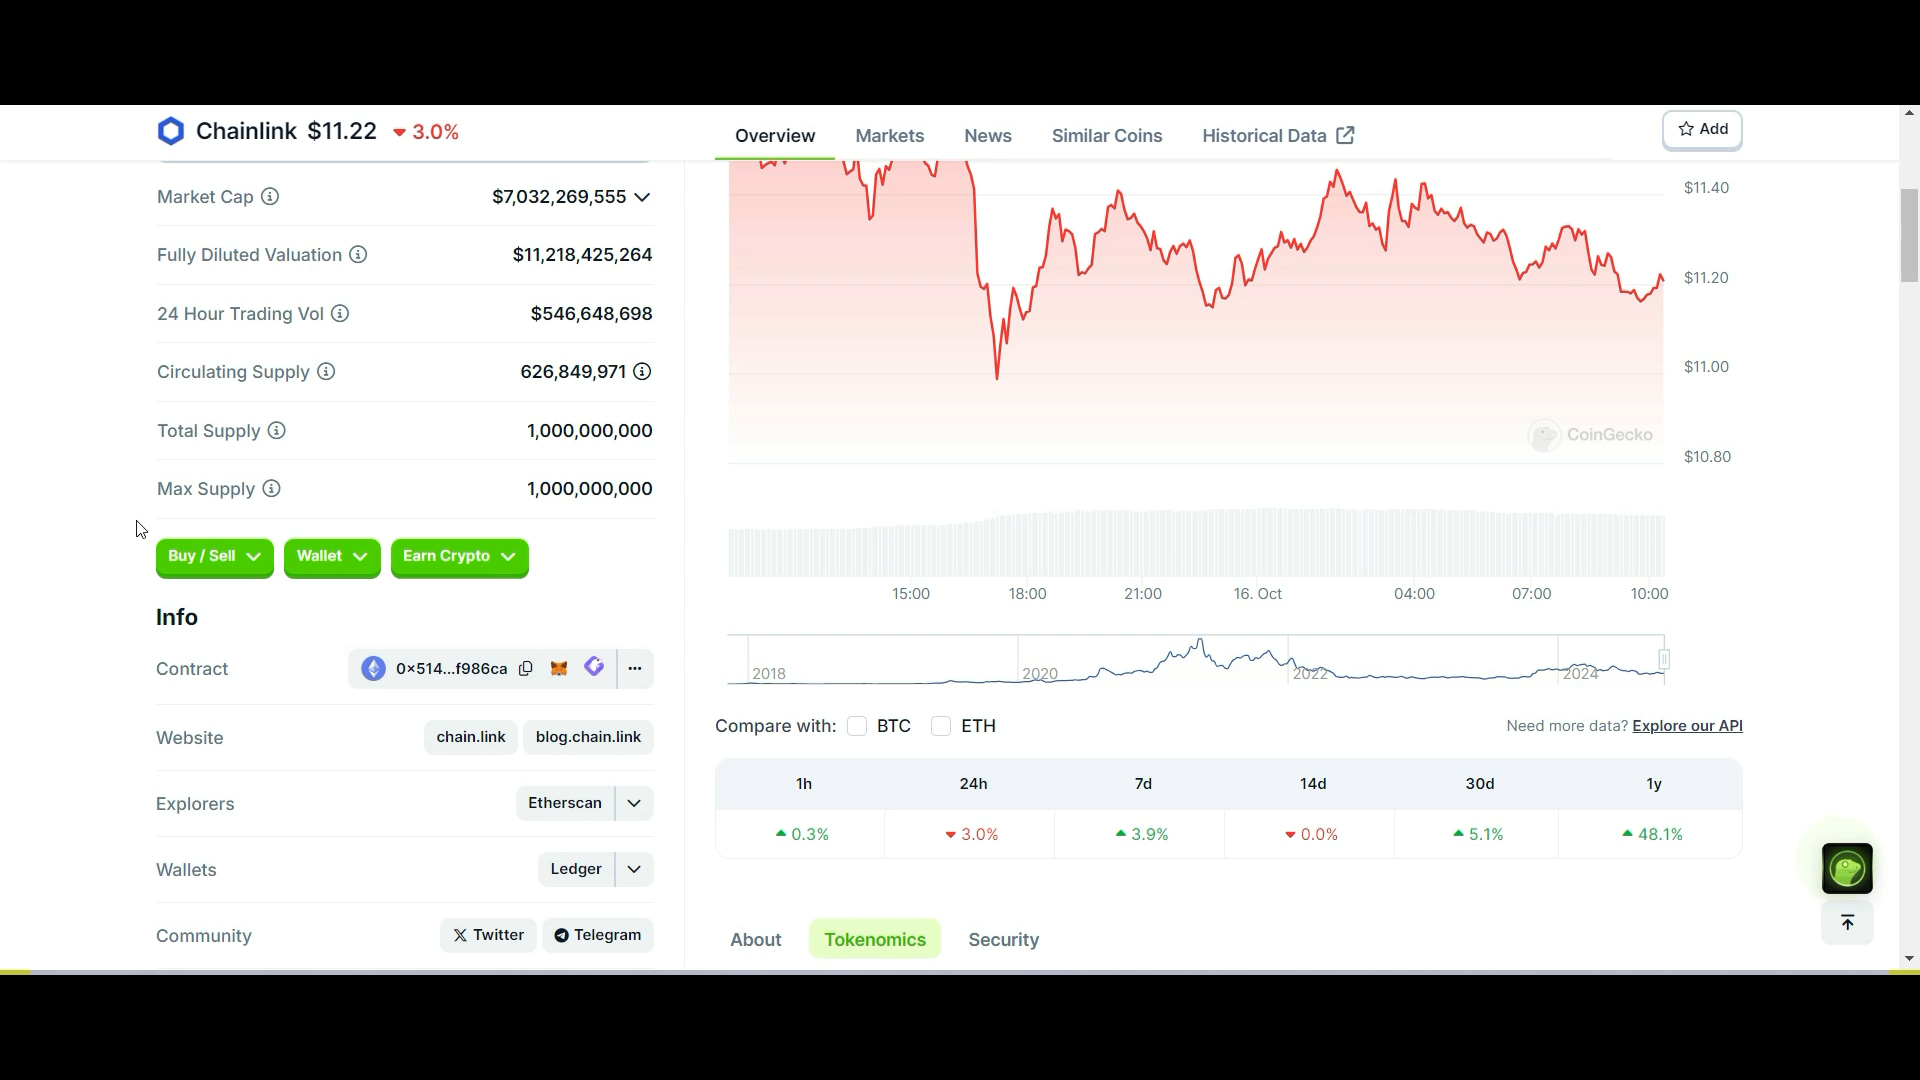 Chainlink $11.22 3.0%
Overview Markets News Similar Coins Historical Data
Add
Market Cap $7,032,269,555
Fully Diluted Valuation $11,218,425,264
24 Hour Trading Vol $546,648,698
Circulating Supply 626,849,971
Total Supply 1,000,000,000
Max Supply 1,000,000,000
Buy / Sell Wallet Earn Crypto
Info
Contract 0×514...f986ca ...
Website chain.link blog.chain.link
Explorers Etherscan
Wallets Ledger
Community Twitter Telegram
$11.40
$11.20
$11.00
CoinGecko
$10.80
15:00 18:00 21:00 16. Oct 04:00 07:00 10:00
2018 2020 2022 2024
Compare with: BTC ETH
Need more data? Explore our API
1h 24h 7d 14d 30d 1y
0.3% 3.0% 3.9% 0.0% 5.1% 48.1%
About Tokenomics Security